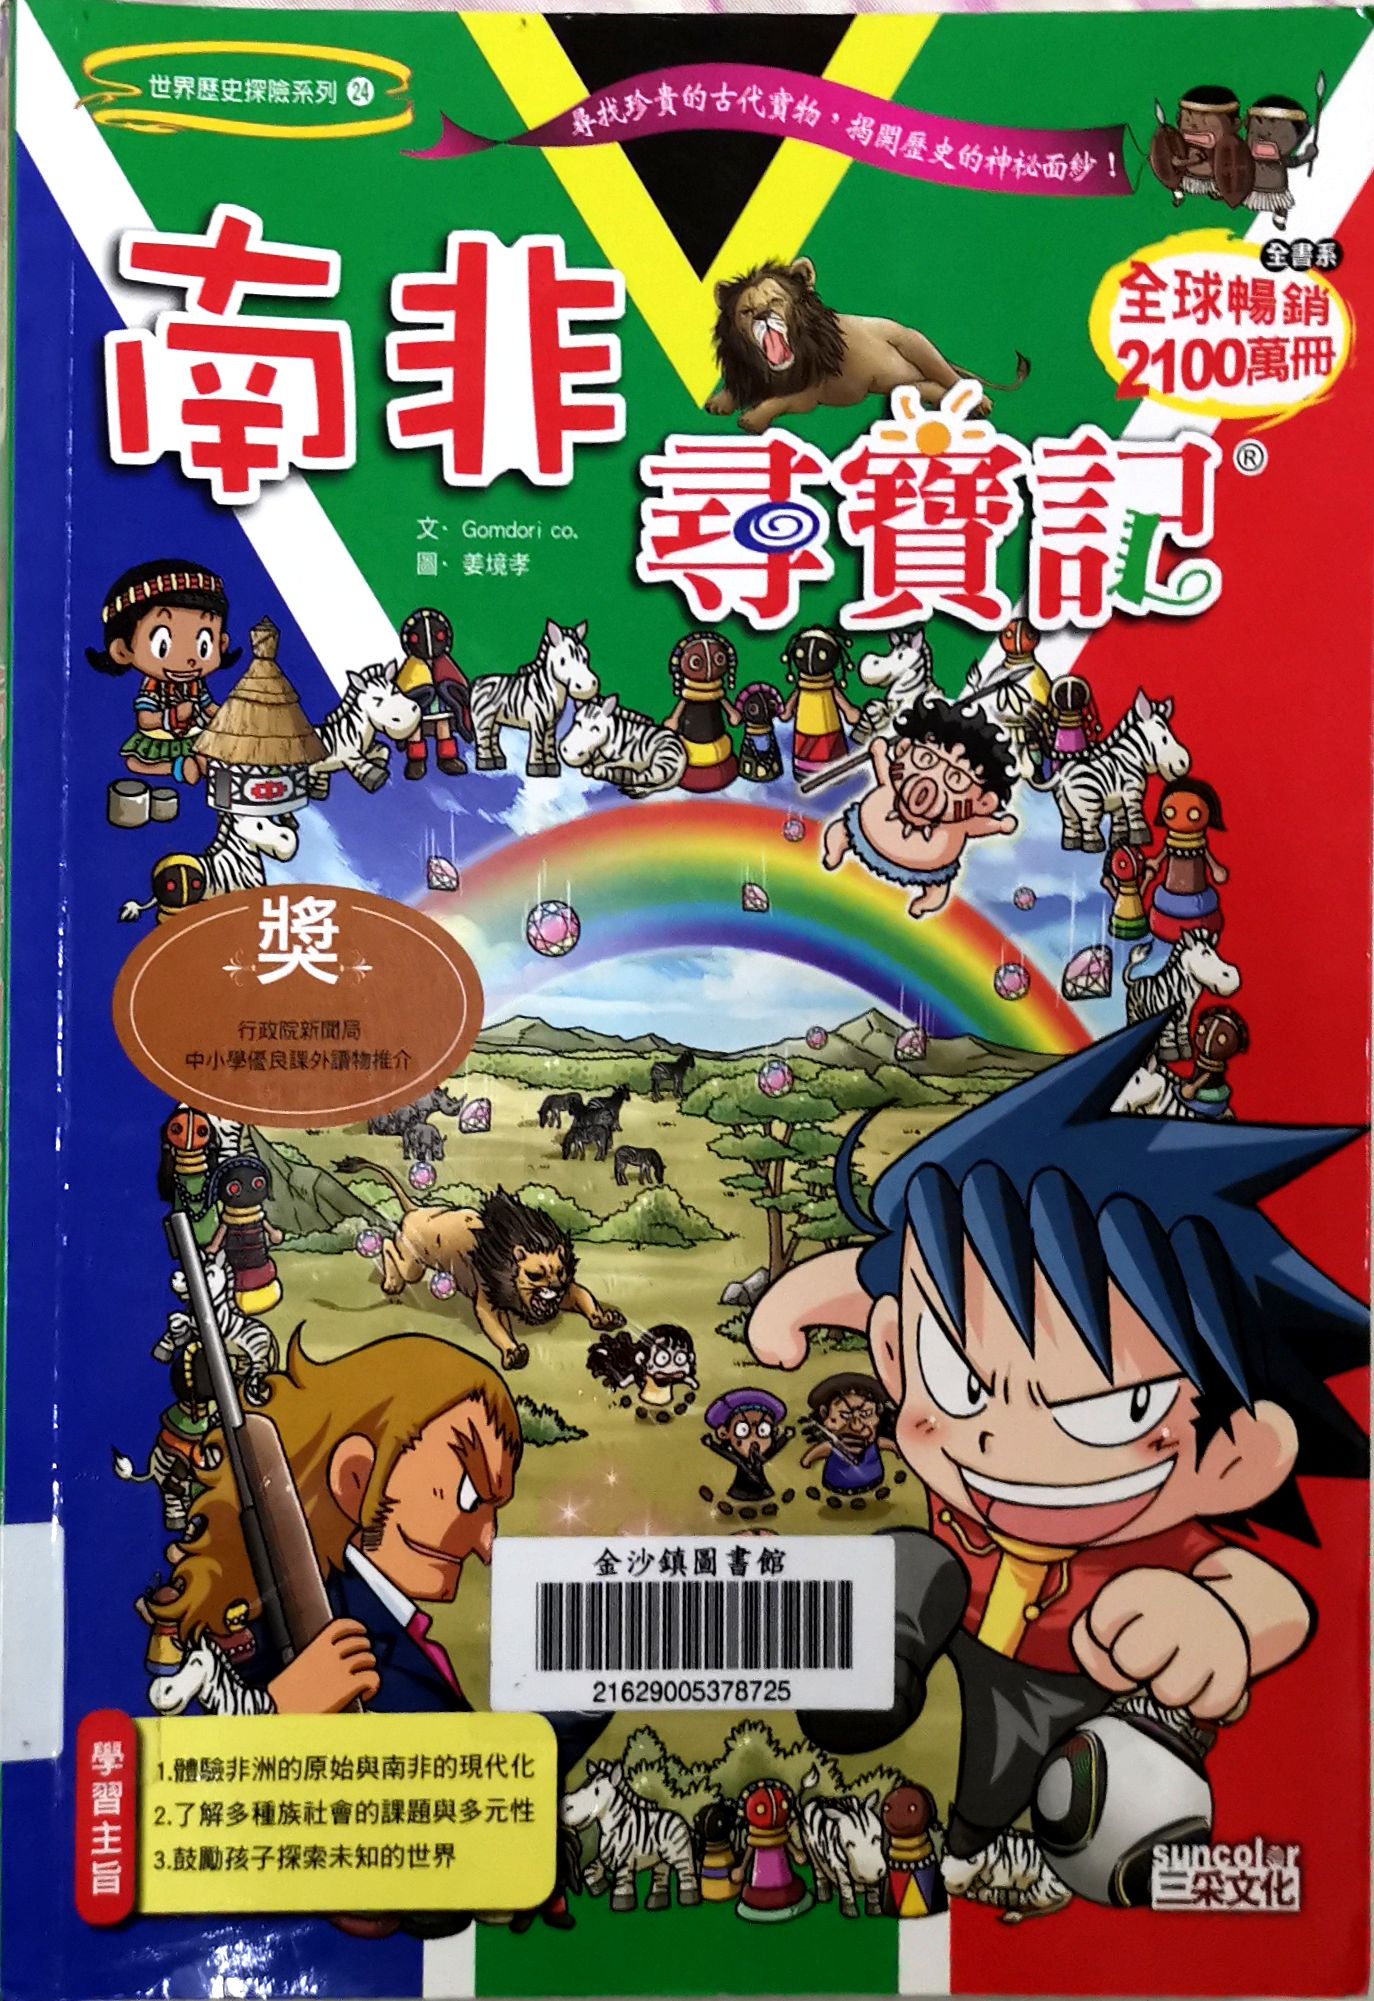 世界歷史探險系列 24
尋找珍貴的古代寶物，揭開歷史的神祕面紗！
全書系
全球暢銷
2100萬冊
南非
尋寶記®
文、Gomdori co.
圖、姜境孝
中
獎
行政院新聞局
中小學優良課外讀物推介
金沙鎮圖書館
21629005378725
學習主旨
1.體驗非洲的原始與南非的現代化
2.了解多種族社會的課題與多元性
3.鼓勵孩子探索未知的世界
suncolor
三采文化